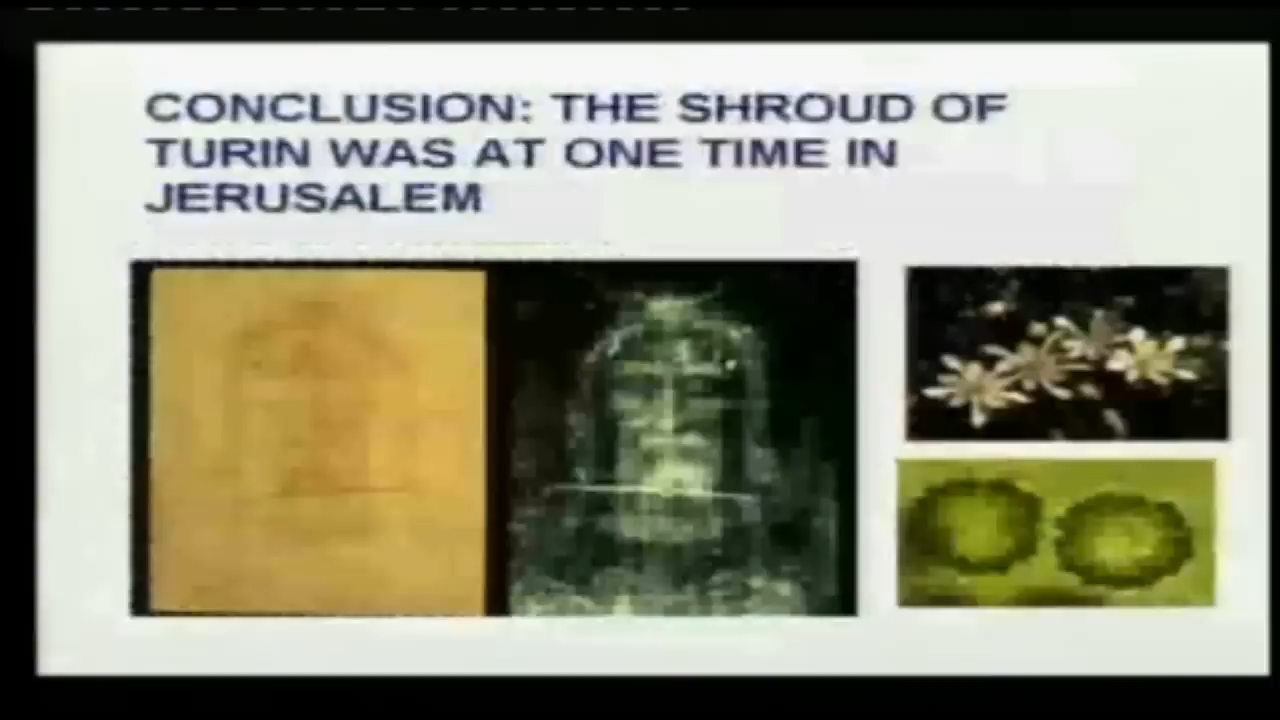 CONCLUSION: THE SHROUD OF
TURIN WAS AT ONE TIME IN
JERUSALEM